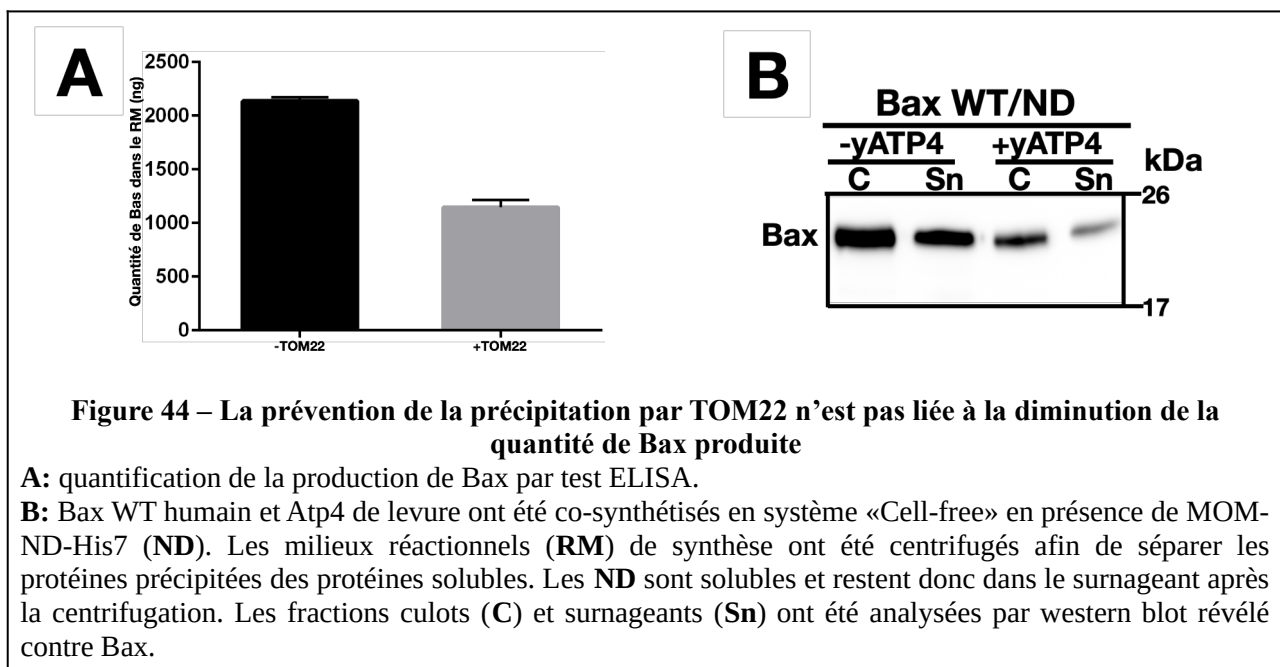 A
Quantité de Bas dans le RM (ng)
2500
2000
1500
1000
500
0
-TOM22 +TOM22
B
Bax WT/ND
-yATP4 +yATP4 kDa
C Sn C Sn
26
Bax
17
Figure 44 – La prévention de la précipitation par TOM22 n’est pas liée à la diminution de la
quantité de Bax produite
A: quantification de la production de Bax par test ELISA.
B: Bax WT humain et Atp4 de levure ont été co-synthétisés en système «Cell-free» en présence de MOM-
ND-His7 (ND). Les milieux réactionnels (RM) de synthèse ont été centrifugés afin de séparer les
protéines précipitées des protéines solubles. Les ND sont solubles et restent donc dans le surnageant après
la centrifugation. Les fractions culots (C) et surnageants (Sn) ont été analysées par western blot révélé
contre Bax.